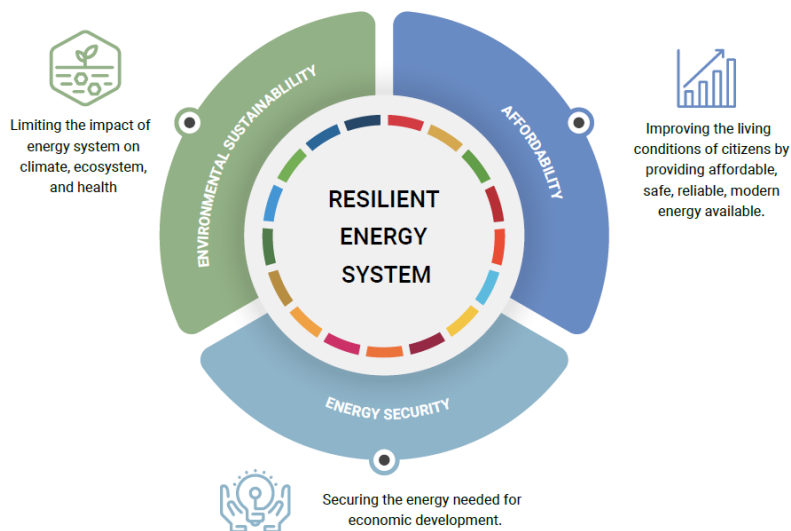 ENVIRONMENTAL SUSTAINABLILITY
Limiting the impact of
energy system on
climate, ecosystem,
and health
RESILIENT
ENERGY
SYSTEM
AFFORDABILITY
Improving the living
conditions of citizens by
providing affordable,
safe, reliable, modern
energy available.
ENERGY SECURITY
Securing the energy needed for
economic development.